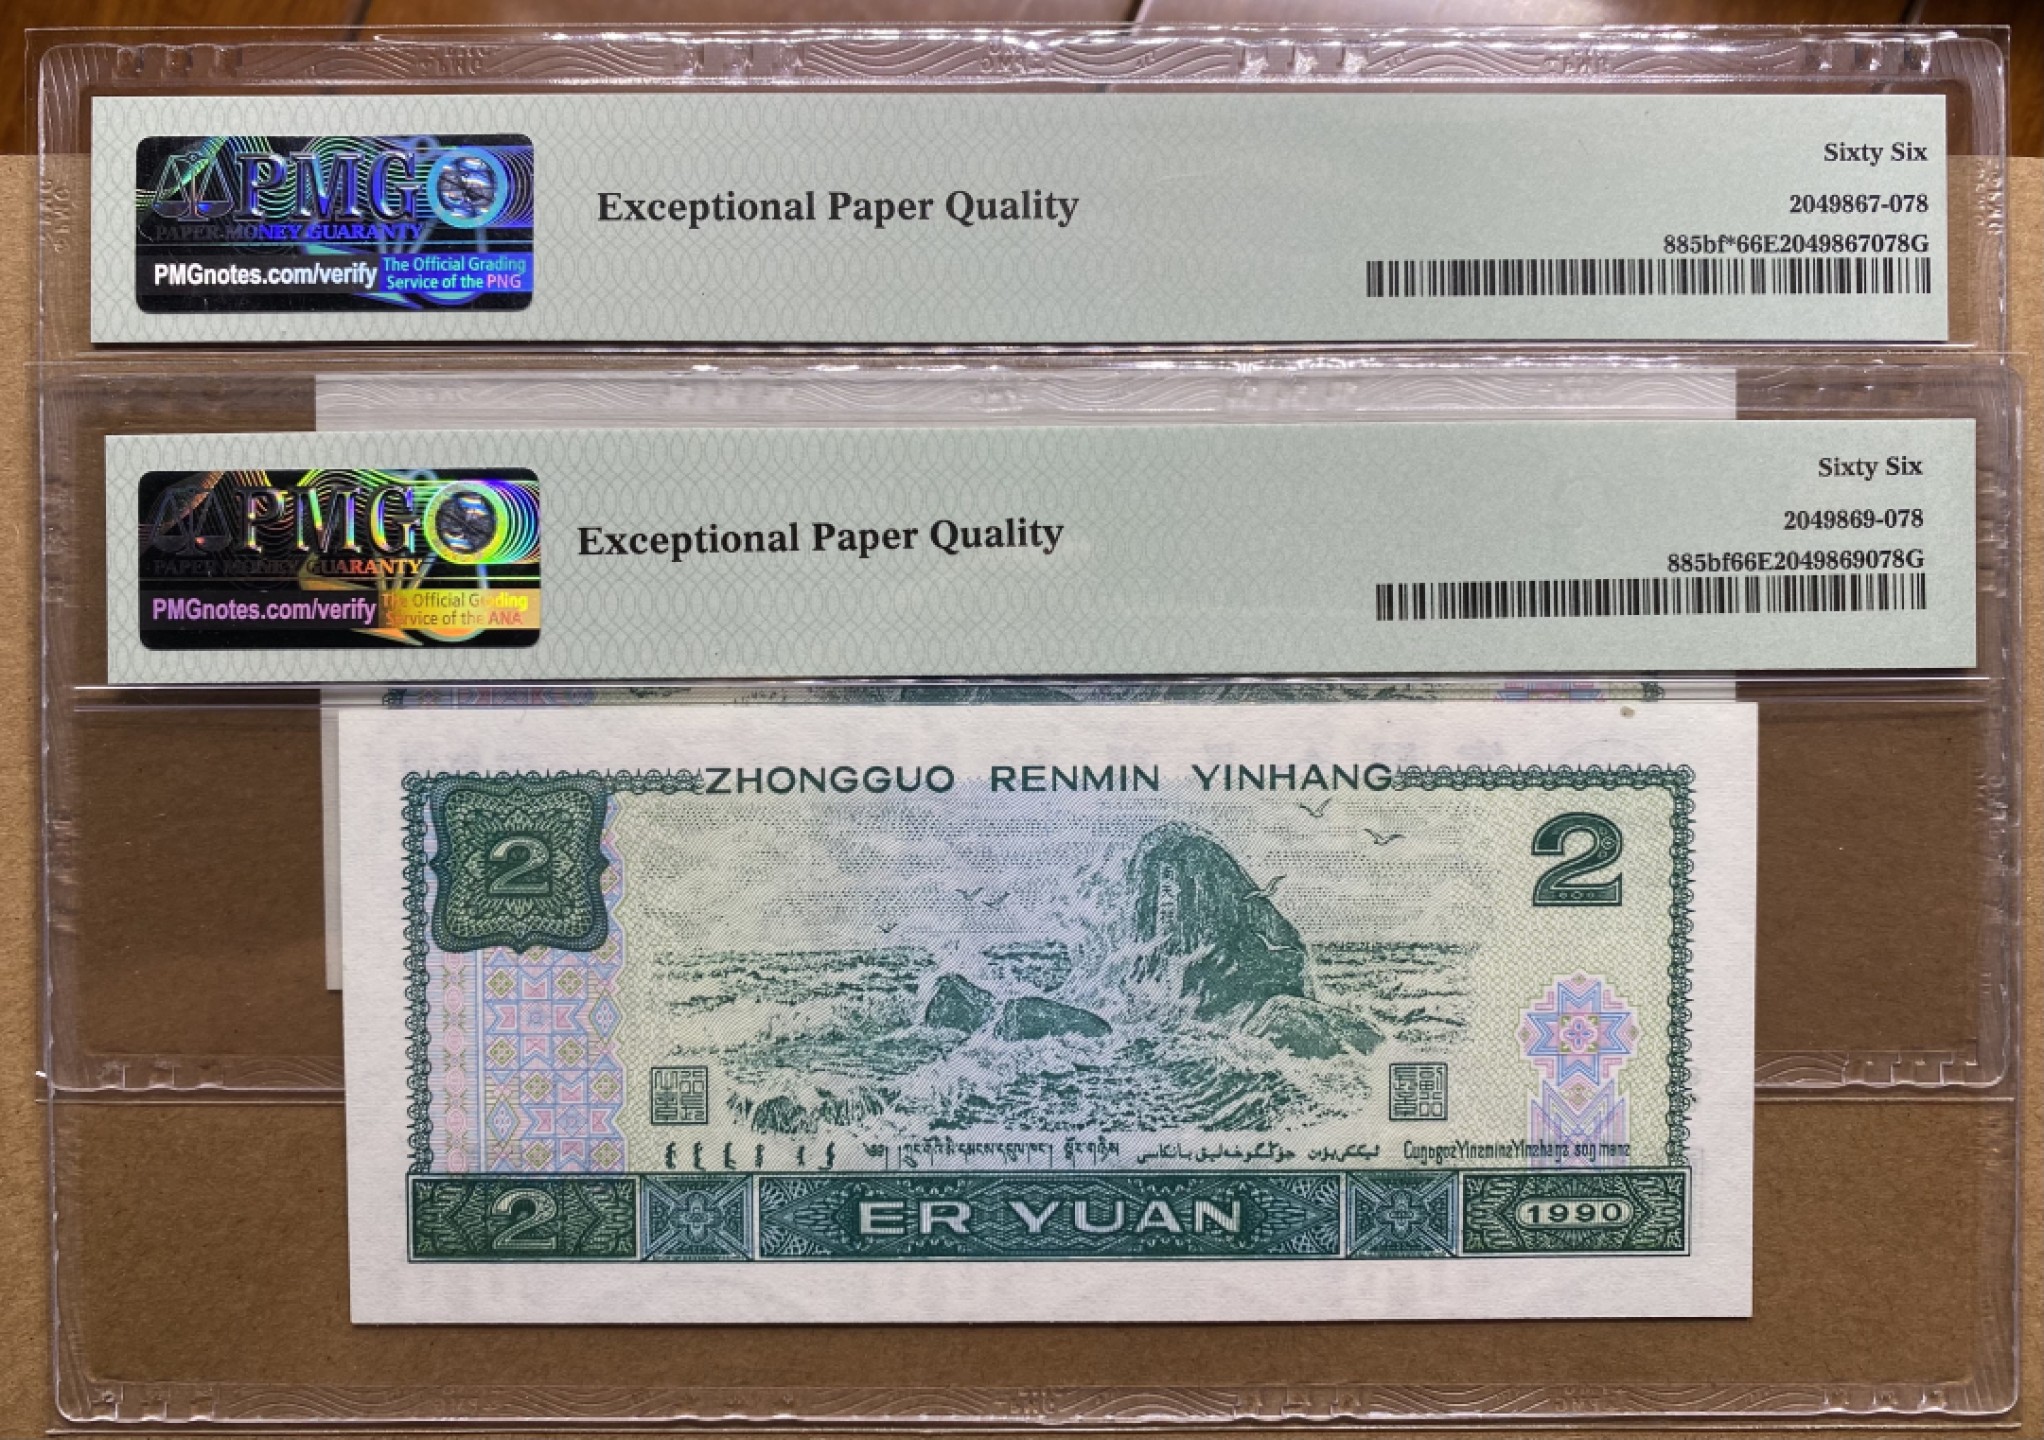 PMG
PAPER MONEY GUARANTY
PMGnotes.com/verify
The Official Grading
Service of the PNG
Exceptional Paper Quality
Sixty Six
2049867-078
885bf*66E2049867078G
PMG
PAPER MONEY GUARANTY
PMGnotes.com/verify
The Official Grading
Service of the ANA
Exceptional Paper Quality
Sixty Six
2049869-078
885bf66E2049869078G
ZHONGGUO RENMIN YINHANG
2
2
2
ER YUAN
1990